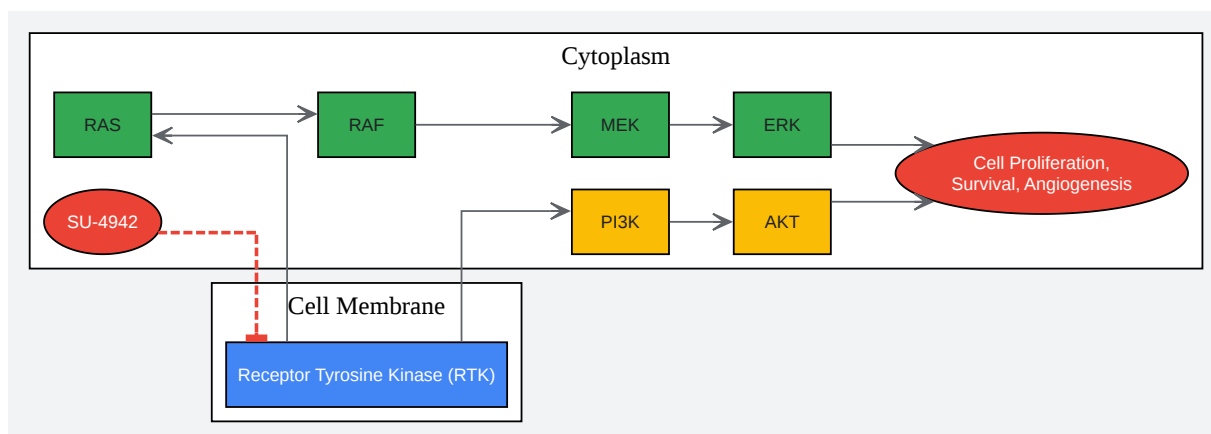 Cytoplasm
RAS
RAF
MEK
ERK
Cell Proliferation,
Survival, Angiogenesis
SU-4942
PI3K
AKT
Cell Membrane
Receptor Tyrosine Kinase (RTK)